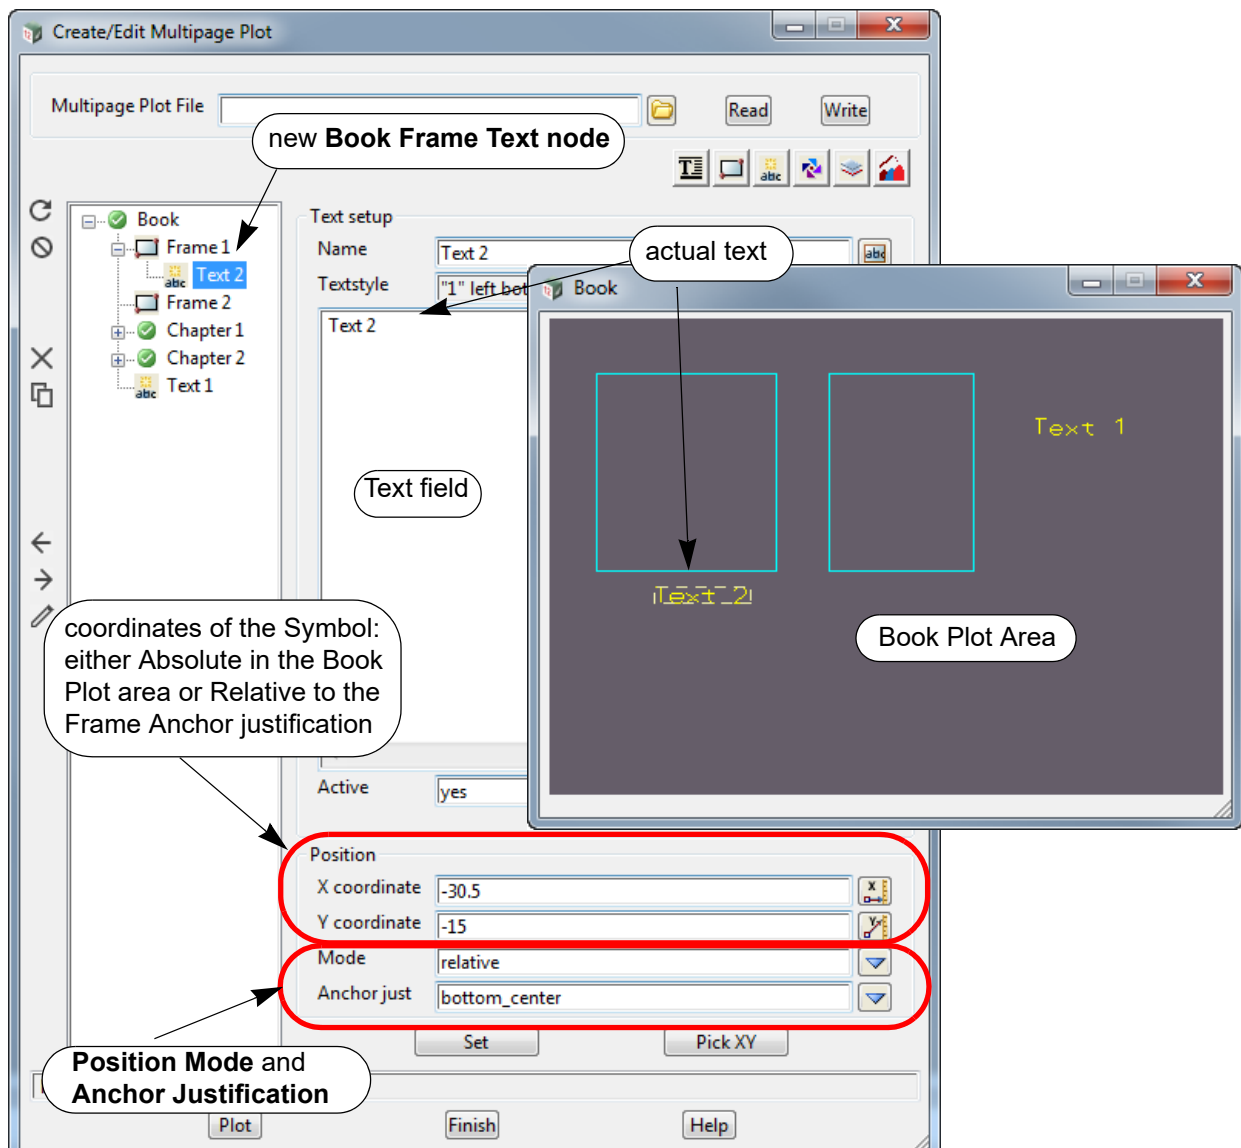 Create/Edit Multipage Plot
X
Multipage Plot File
Read
Write
new Book Frame Text node
T
abc
Book
Frame 1
abc Text 2
Frame 2
Chapter 1
Chapter 2
abc Text 1
Text setup
Name
Text 2
abc
Textstyle
"1" left bot
actual text
Text 2
Text field
Book
X
Text 1
Text 2
Book Plot Area
coordinates of the Symbol:
either Absolute in the Book
Plot area or Relative to the
Frame Anchor justification
Active
yes
Position
X coordinate
-30.5
X
Y coordinate
-15
Y
Mode
relative
Anchor just
bottom_center
Set
Pick XY
Position Mode and
Anchor Justification
Plot
Finish
Help